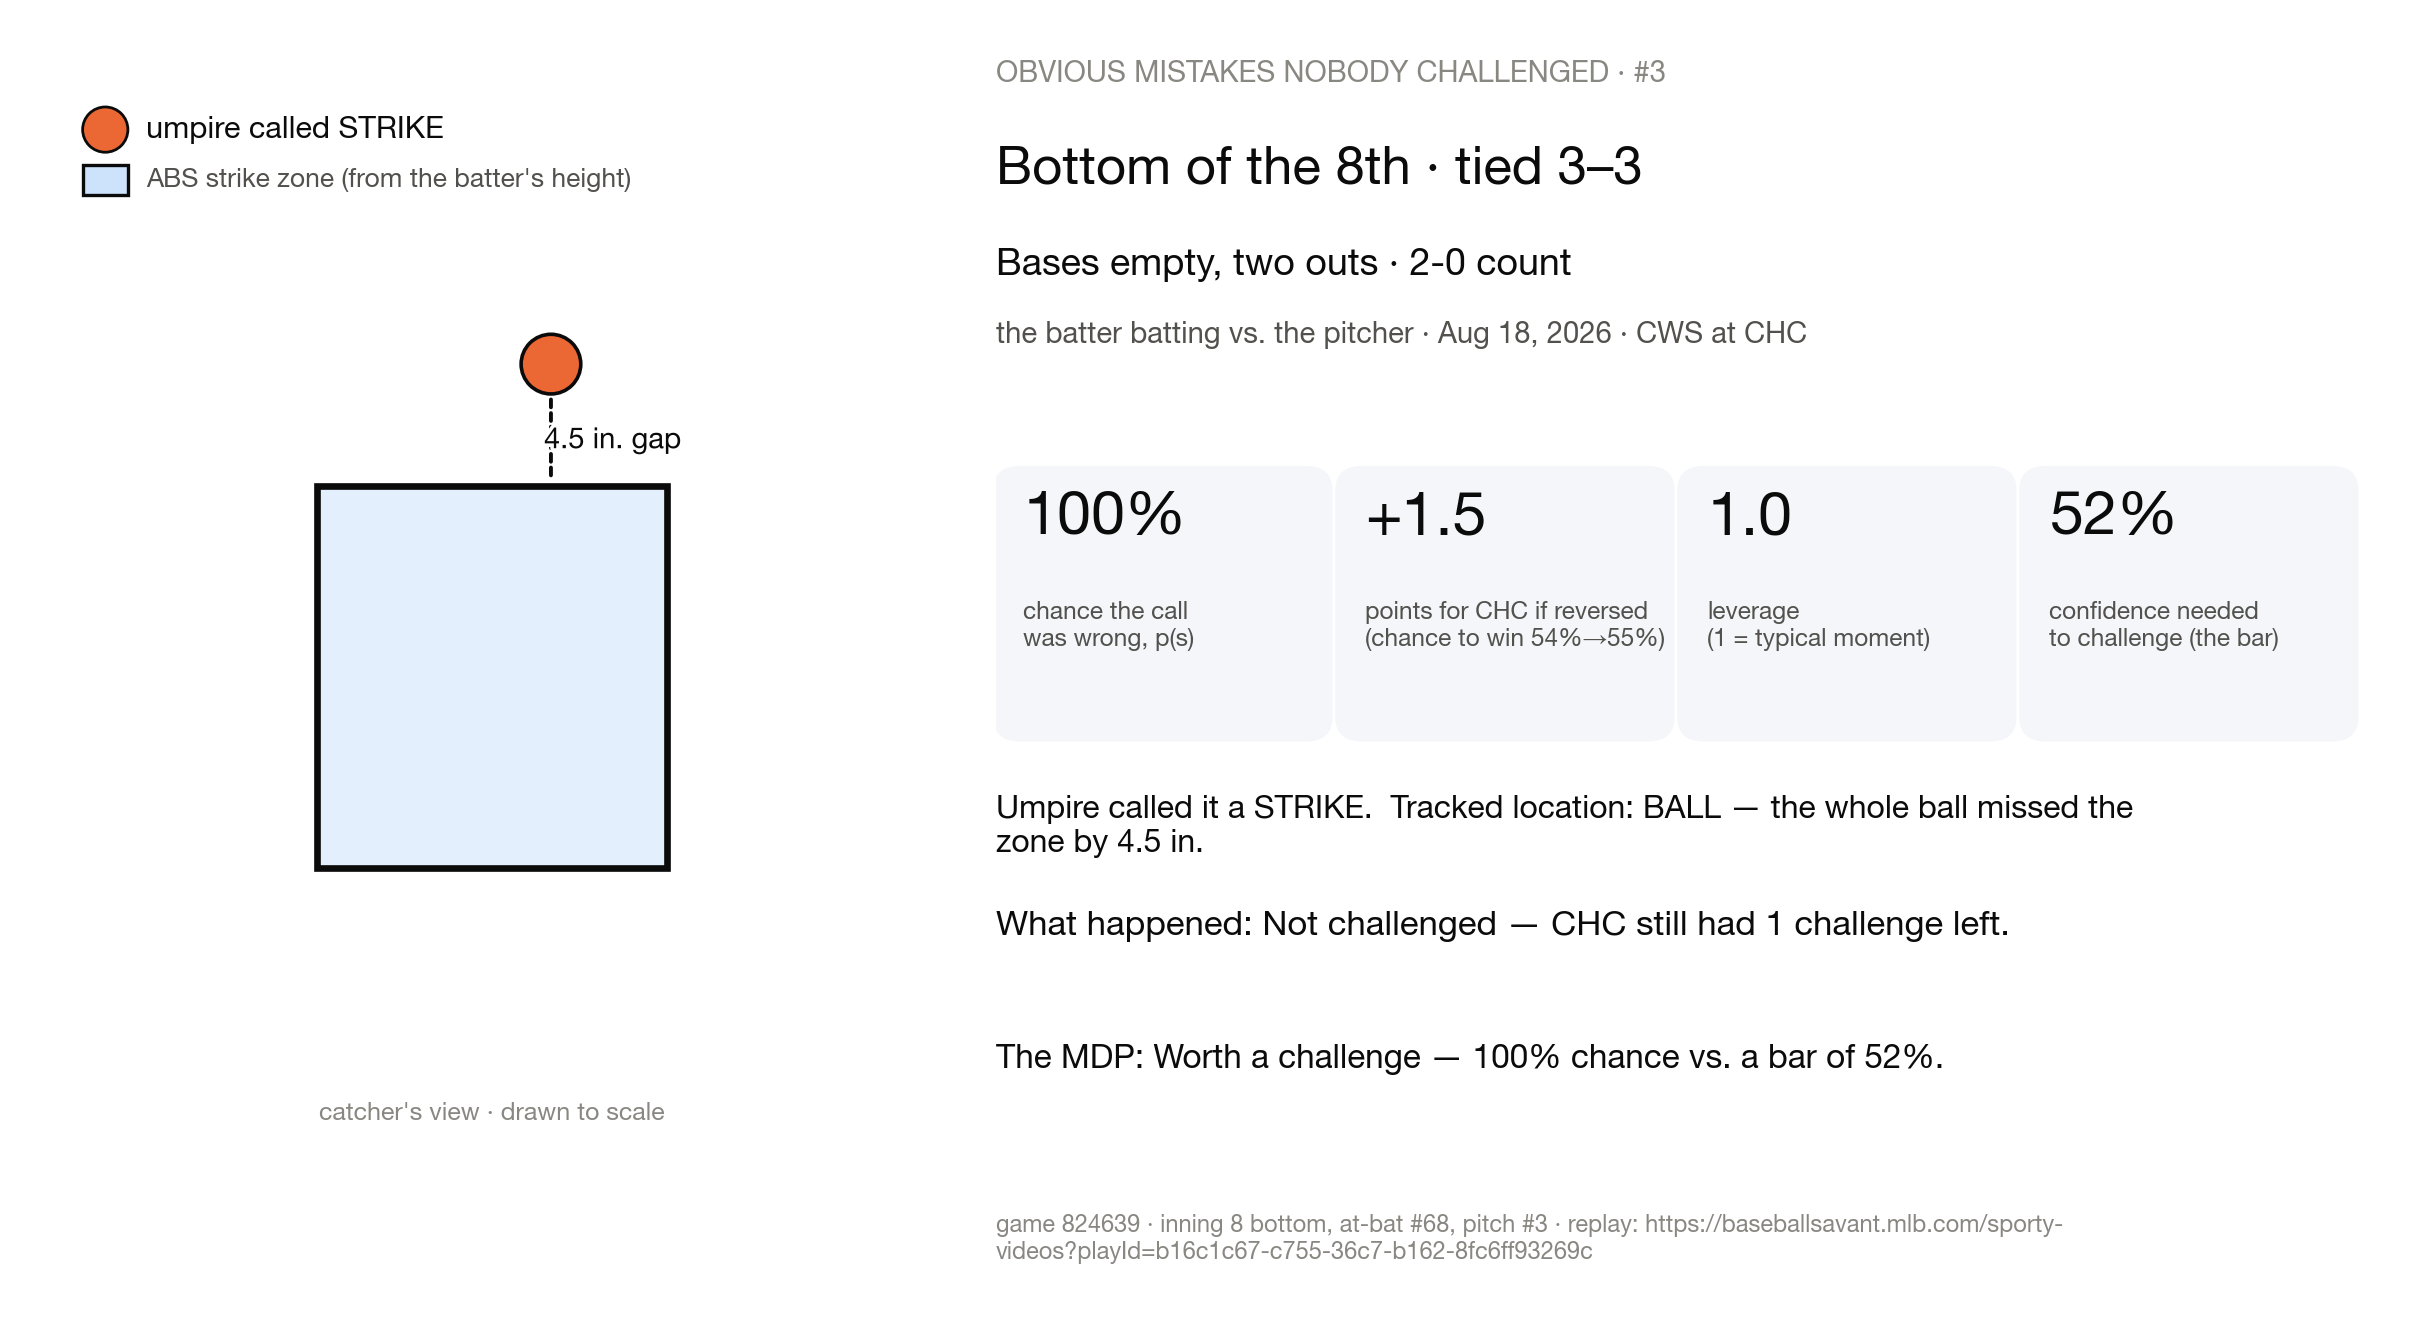 OBVIOUS MISTAKES NOBODY CHALLENGED · #3
umpire called STRIKE
ABS strike zone (from the batter's height)
Bottom of the 8th · tied 3–3
Bases empty, two outs · 2-0 count
the batter batting vs. the pitcher · Aug 18, 2026 · CWS at CHC
4.5 in. gap
100%
chance the call
was wrong, p(s)
+1.5
points for CHC if reversed
(chance to win 54%→55%)
1.0
leverage
(1 = typical moment)
52%
confidence needed
to challenge (the bar)
Umpire called it a STRIKE.  Tracked location: BALL — the whole ball missed the
zone by 4.5 in.
What happened: Not challenged — CHC still had 1 challenge left.
The MDP: Worth a challenge — 100% chance vs. a bar of 52%.
catcher's view · drawn to scale
game 824639 · inning 8 bottom, at-bat #68, pitch #3 · replay: https://baseballsavant.mlb.com/sporty-
videos?playId=b16c1c67-c755-36c7-b162-8fc6ff93269c